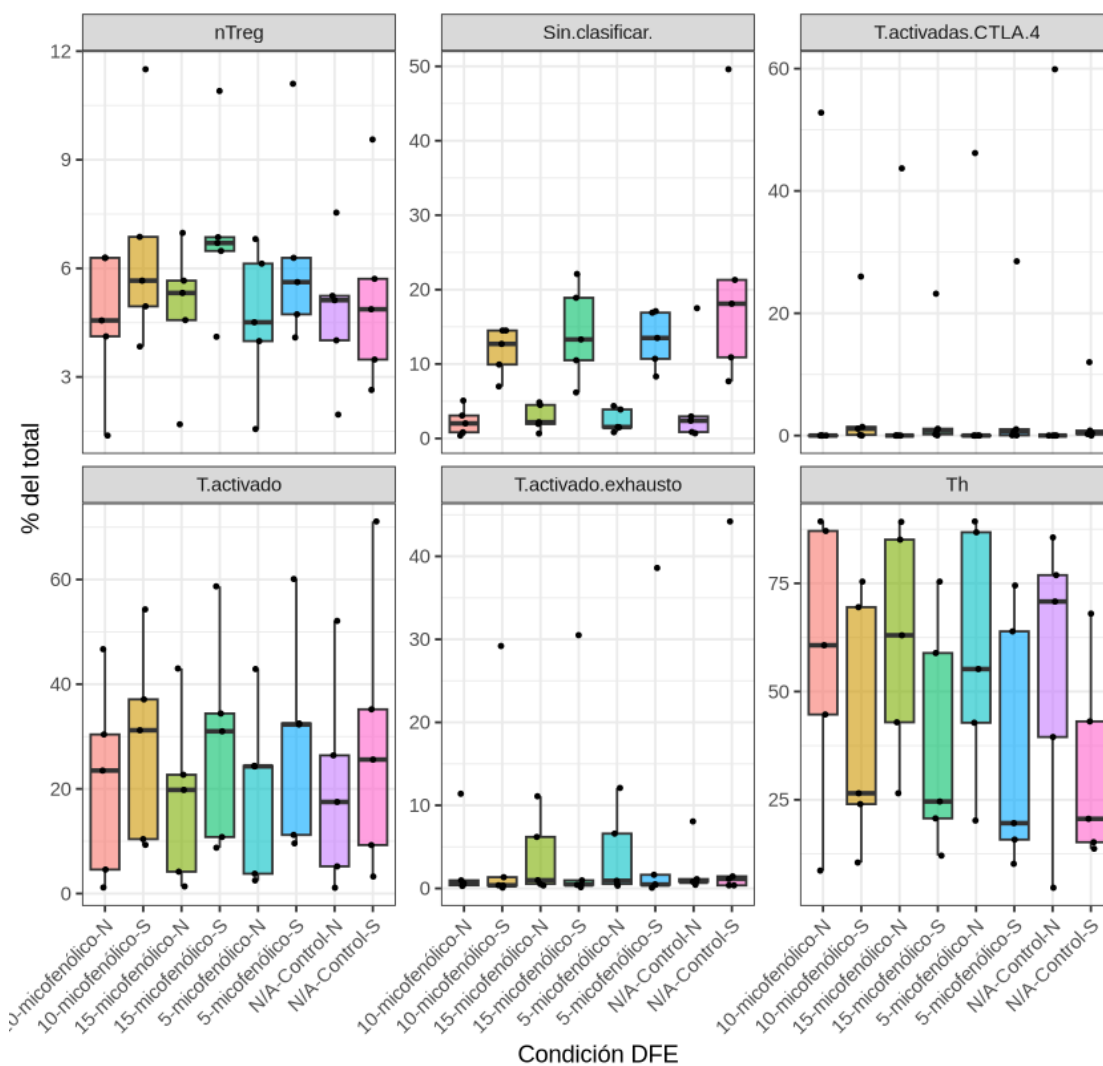 nTreg
Sin.clasificar.
T.activadas.CTLA.4
12
9
6
3
50
40
30
20
10
0
60
40
20
0
T.activado
T.activado.exhausto
Th
60
40
20
0
40
30
20
10
0
75
50
25
% del total
10-micofenólico-N
10-micofenólico-S
15-micofenólico-N
15-micofenólico-S
5-micofenólico-N
5-micofenólico-S
N/A-Control-N
N/A-Control-S
10-micofenólico-N
10-micofenólico-S
15-micofenólico-N
15-micofenólico-S
5-micofenólico-N
5-micofenólico-S
N/A-Control-N
N/A-Control-S
10-micofenólico-N
10-micofenólico-S
15-micofenólico-N
15-micofenólico-S
5-micofenólico-N
5-micofenólico-S
N/A-Control-N
N/A-Control-S
Condición DFE